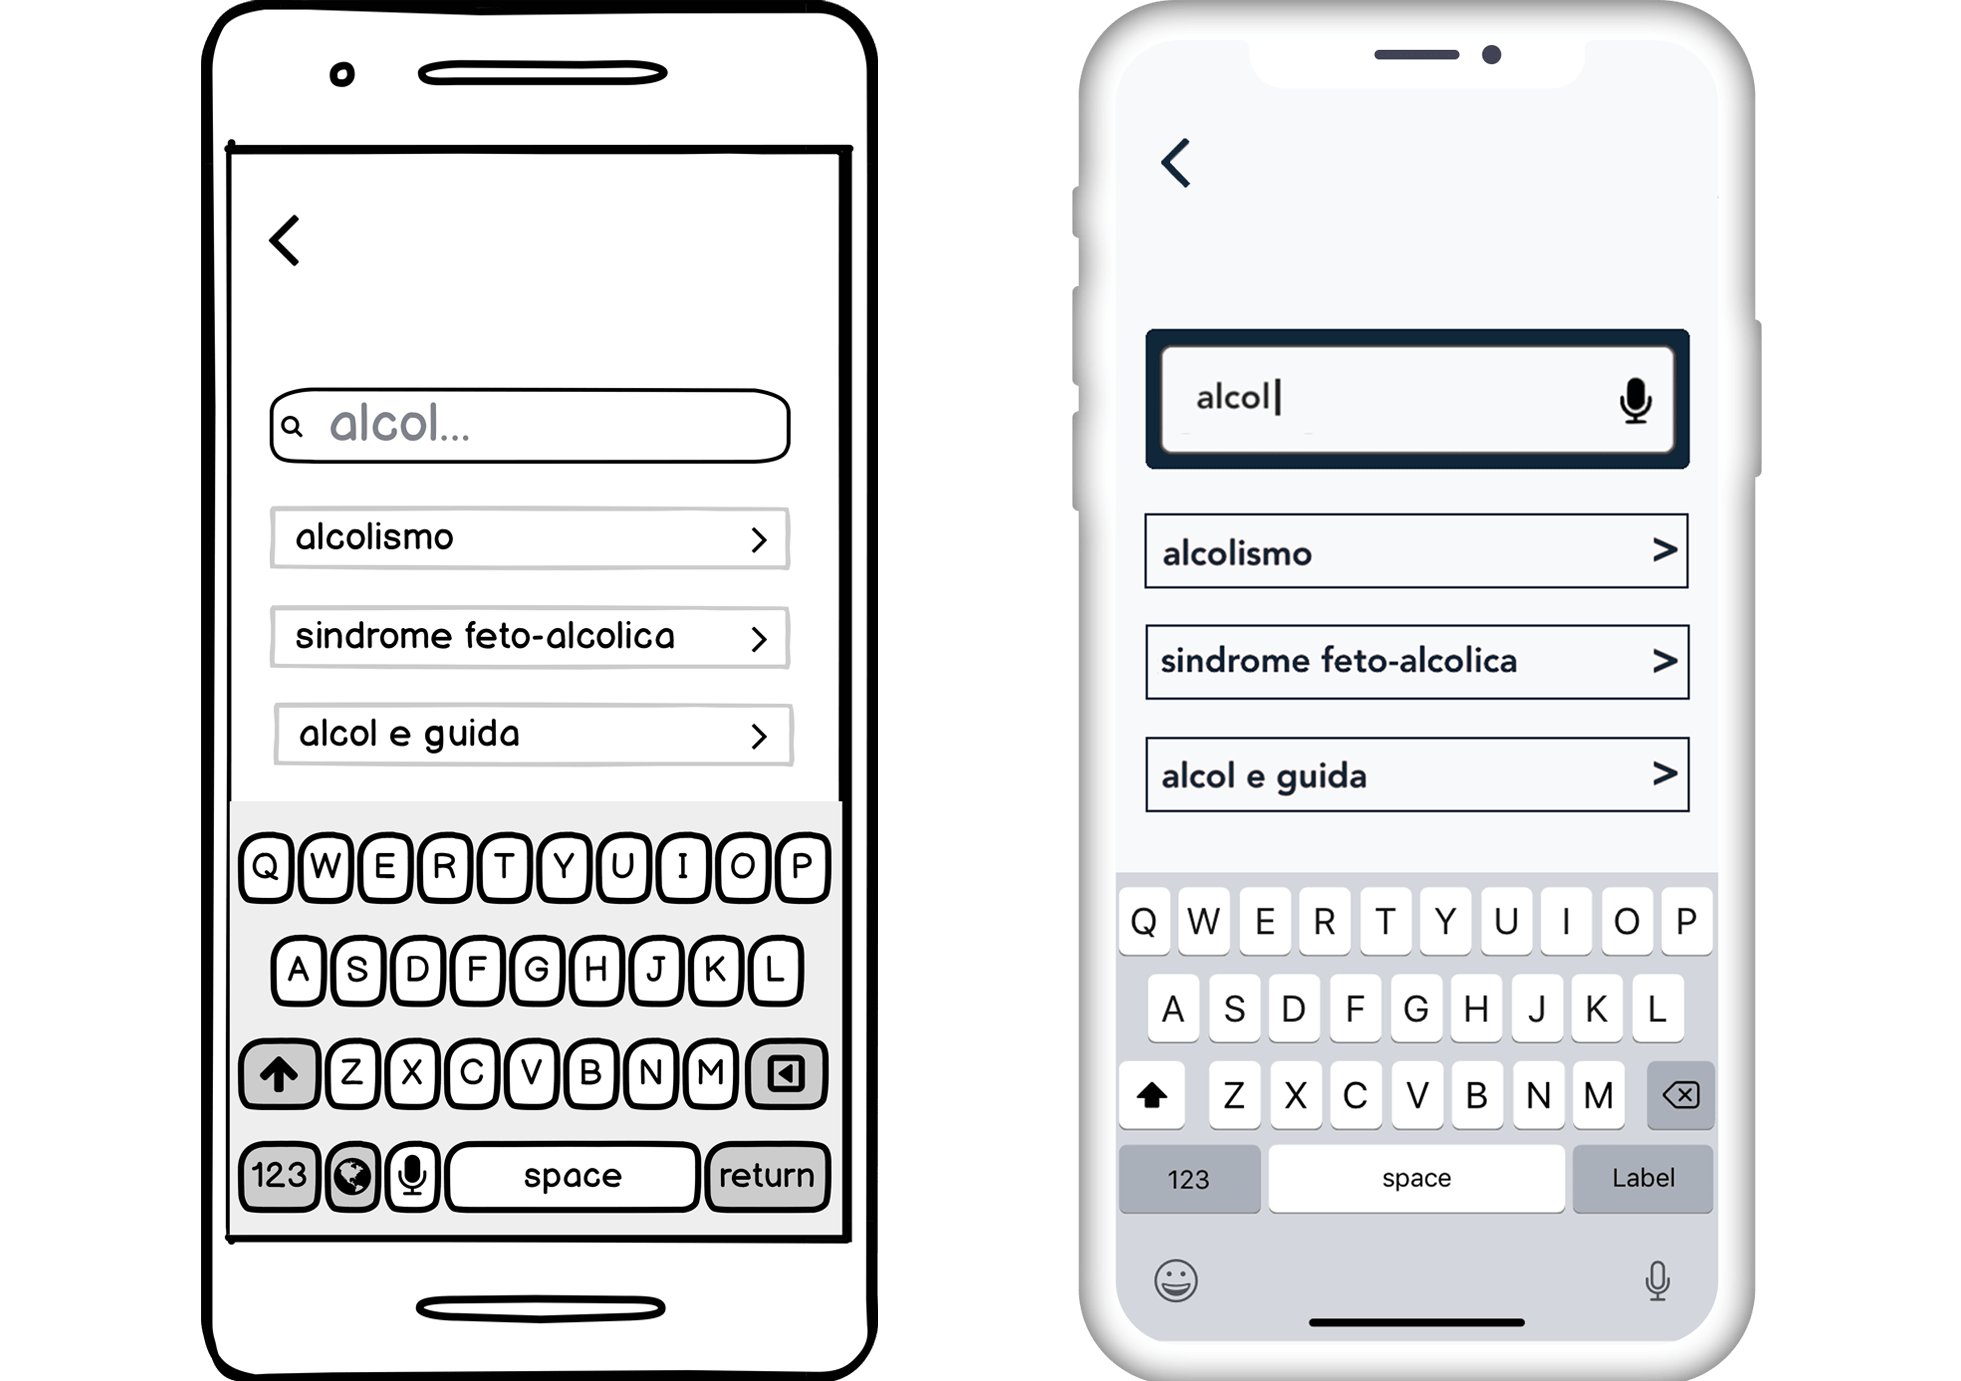 alcol...
alcolismo
sindrome feto-alcolica
alcol e guida
Q W E R T Y U I O P
A S D F G H J K L
Z X C V B N M
123 space return
alcol
alcolismo >
sindrome feto-alcolica >
alcol e guida >
Q W E R T Y U I O P
A S D F G H J K L
Z X C V B N M
123 space Label